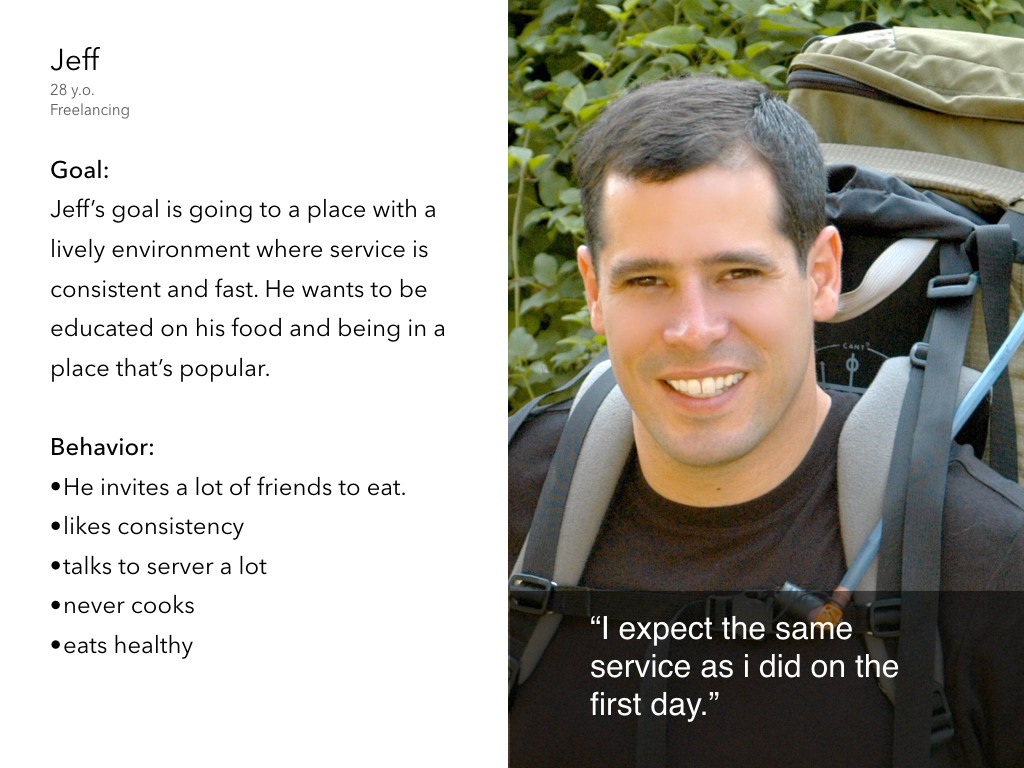 Jeff
28 y.o.
Freelancing
Goal:
Jeff’s goal is going to a place with a
lively environment where service is
consistent and fast. He wants to be
educated on his food and being in a
place that’s popular.
Behavior:
•He invites a lot of friends to eat.
•likes consistency
•talks to server a lot
•never cooks
•eats healthy
“I expect the same
service as i did on the
first day.”